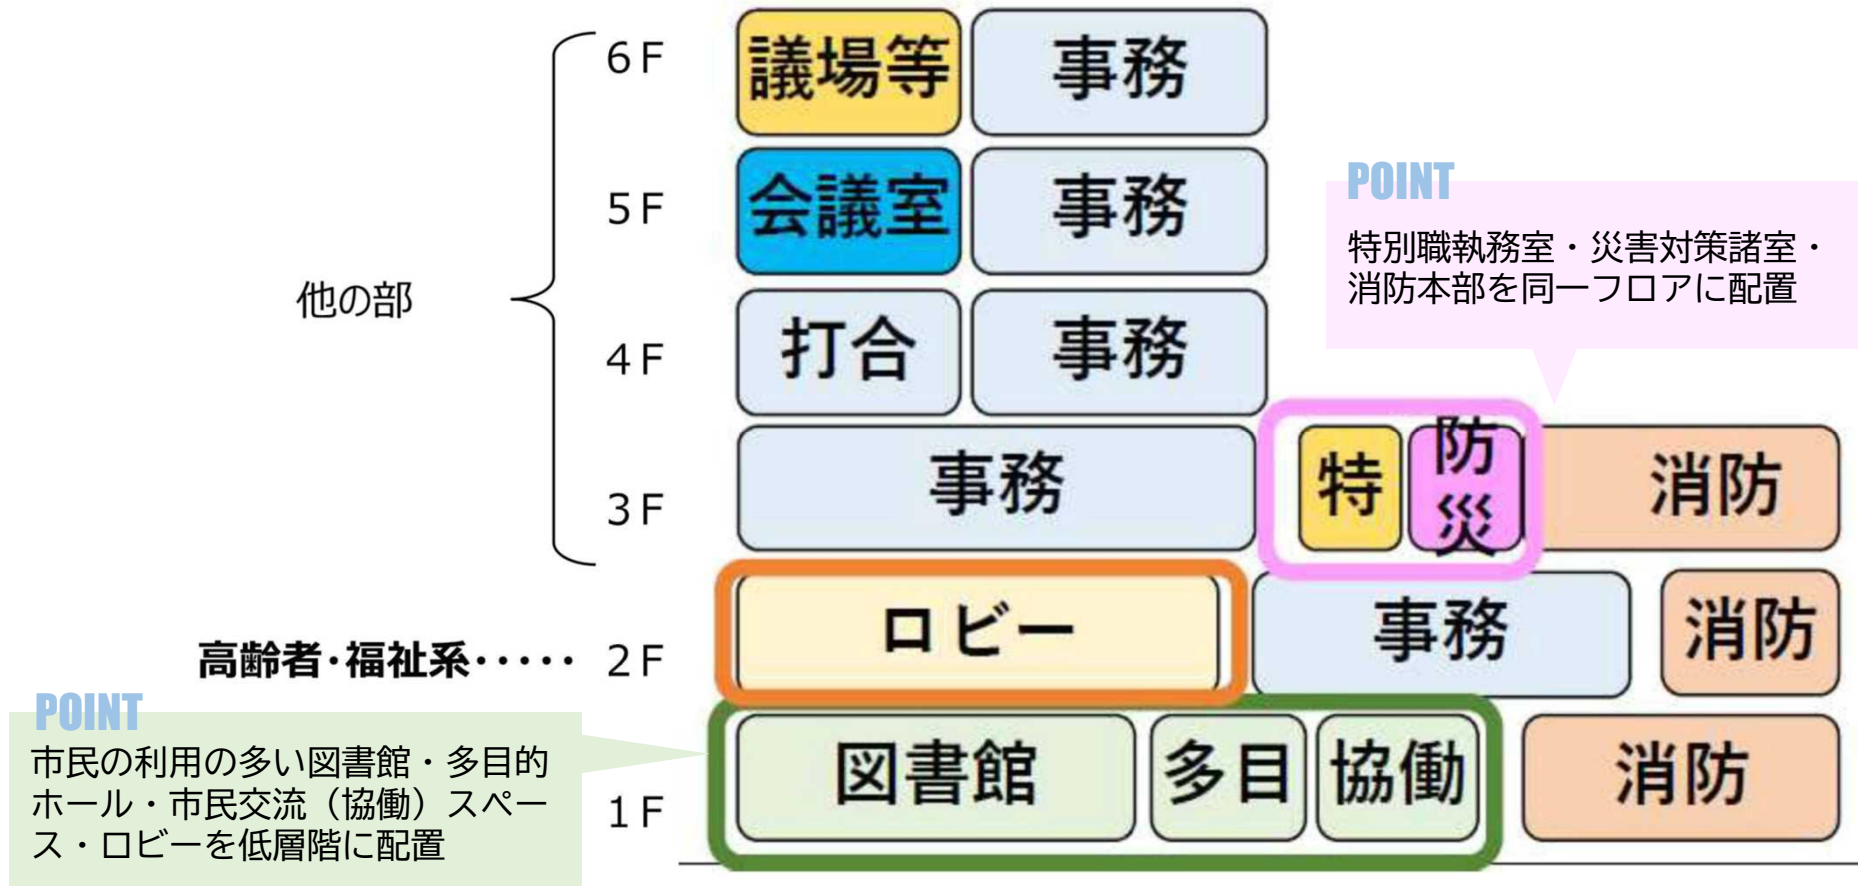 6F 議場等 事務
5F 会議室 事務
POINT
特別職執務室・災害対策諸室・
消防本部を同一フロアに配置
他の部
4F 打合 事務
3F 事務 特 防災 消防
高齢者・福祉系・・・・・ 2F ロビー 事務 消防
POINT
市民の利用の多い図書館・多目的
ホール・市民交流（協働）スペー
ス・ロビーを低層階に配置
1F 図書館 多目 協働 消防